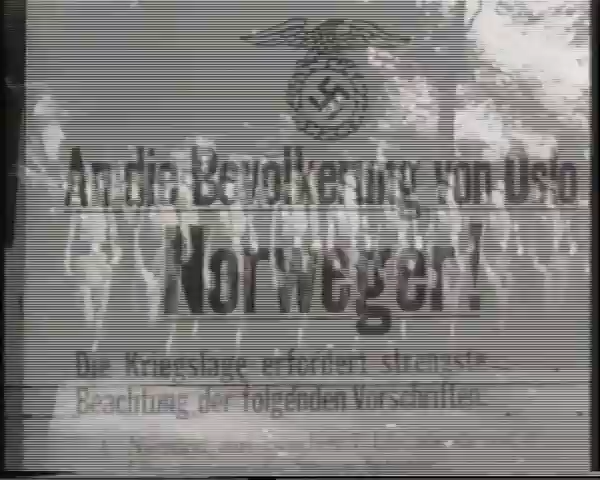 An die Bevölkerung von Oslo
Norweger!
Die Kriegslage erfordert strengste
Beachtung der folgenden Vorschriften